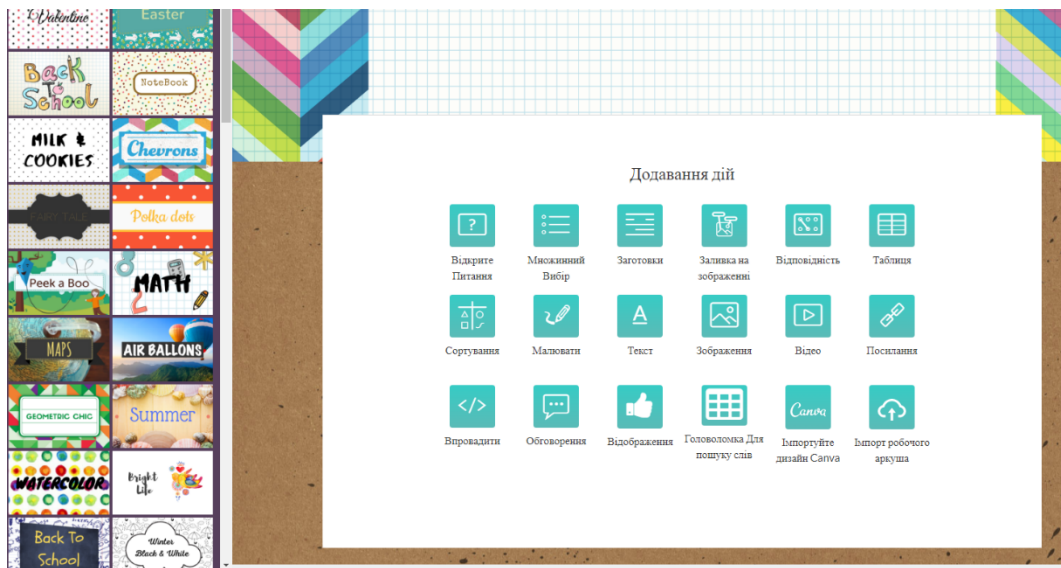 Valentine
Easter
Back
To
School
NoteBook
MILK &
COOKIES
Chevrons
FAIRY TALE
Polka dots
Peek a Boo
MATH
MAPS
AIR BALLONS
GEOMETRIC CHIC
Summer
WATERCOLOR
Bright
Life
Back To
School
Winter
Black & White
Додавання дій
?
Відкрите
Питання
Множинний
Вибір
Заготовки
Заливка на
зображенні
Відповідність
Таблиця
Сортування
Малювати
A
Текст
Зображення
Відео
Посилання
</>
Впровадити
Обговорення
Відображення
Головоломка Для
пошуку слів
Canva
Імпортуйте
дизайн Canva
Імпорт робочого
аркуша